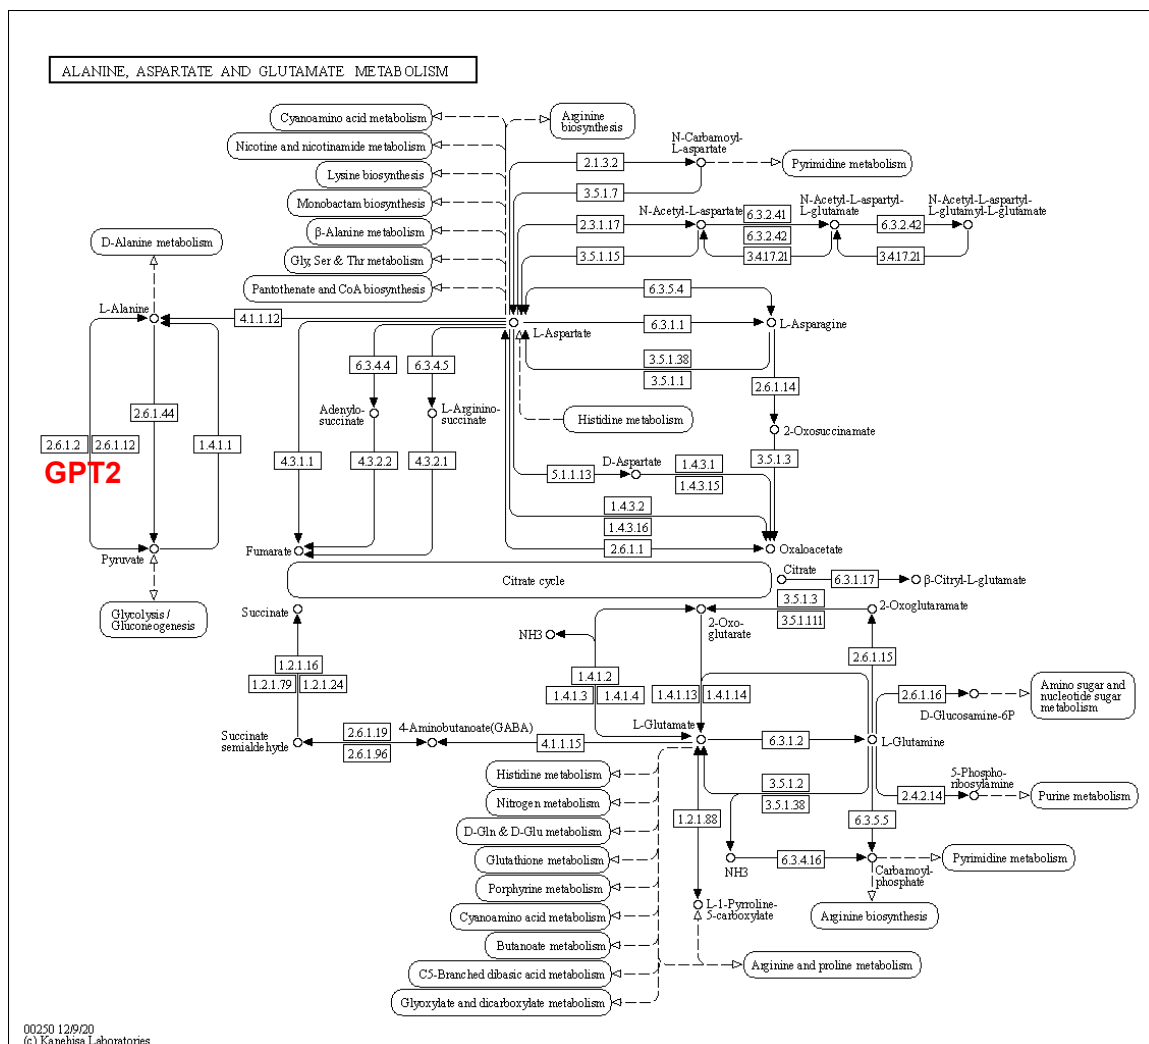 ALANINE, ASPARTATE AND GLUTAMATE METABOLISM
Cyanoamino acid metabolism
Arginine
biosynthesis
Nicotine and nicotinamide metabolism
N-Carbamoyl-
L-aspartate
2.1.3.2
Pyrimidine metabolism
Lysine biosynthesis
3.5.1.7
Monobactam biosynthesis
N-Acetyl-L-aspartate
N-Acetyl-L-aspartyl-
L-glutamate
N-Acetyl-L-aspartyl-
L-glutamyl-L-glutamate
6.3.2.41
2.3.1.17
6.3.2.42
6.3.2.42
β-Alanine metabolism
D-Alanine metabolism
3.5.1.15
3.4.17.21
3.4.17.21
Gly, Ser & Thr metabolism
Pantothenate and CoA biosynthesis
6.3.5.4
L-Alanine
4.1.1.12
L-Aspartate
6.3.1.1
L-Asparagine
6.3.4.4
6.3.4.5
3.5.1.38
3.5.1.1
2.6.1.14
2.6.1.44
Adenylo-
succinate
L-Arginino-
succinate
Histidine metabolism
2-Oxosuccinamate
2.6.1.2
2.6.1.12
1.4.1.1
GPT2
4.3.1.1
4.3.2.2
4.3.2.1
3.5.1.3
D-Aspartate
5.1.1.13
1.4.3.1
1.4.3.15
1.4.3.2
1.4.3.16
2.6.1.1
Pyruvate
Fumarate
Oxaloacetate
Citrate cycle
Citrate
6.3.1.17
β-Citryl-L-glutamate
Glycolysis /
Gluconeogenesis
Succinate
NH3
2-Oxo-
glutarate
3.5.1.3
3.5.1.111
2-Oxoglutaramate
1.2.1.16
1.2.1.79
1.2.1.24
1.4.1.2
1.4.1.3
1.4.1.4
1.4.1.13
1.4.1.14
2.6.1.15
2.6.1.16
D-Glucosamine-6P
Amino sugar and
nucleotide sugar
metabolism
Succinate
semialdehyde
2.6.1.19
2.6.1.96
4-Aminobutanoate(GABA)
4.1.1.15
L-Glutamate
6.3.1.2
L-Glutamine
Histidine metabolism
Nitrogen metabolism
D-Gln & D-Glu metabolism
Glutathione metabolism
Porphyrine metabolism
Cyanoamino acid metabolism
Butanoate metabolism
C5-Branched dibasic acid metabolism
Glyoxylate and dicarboxylate metabolism
3.5.1.2
3.5.1.38
1.2.1.88
5-Phospho-
ribosylamine
2.4.2.14
Purine metabolism
6.3.5.5
NH3
6.3.4.16
Carbamoyl-
phosphate
Pyrimidine metabolism
L-1-Pyrroline-
5-carboxylate
Arginine biosynthesis
Arginine and proline metabolism
00250 12/9/20
(c) Kanehisa Laboratories